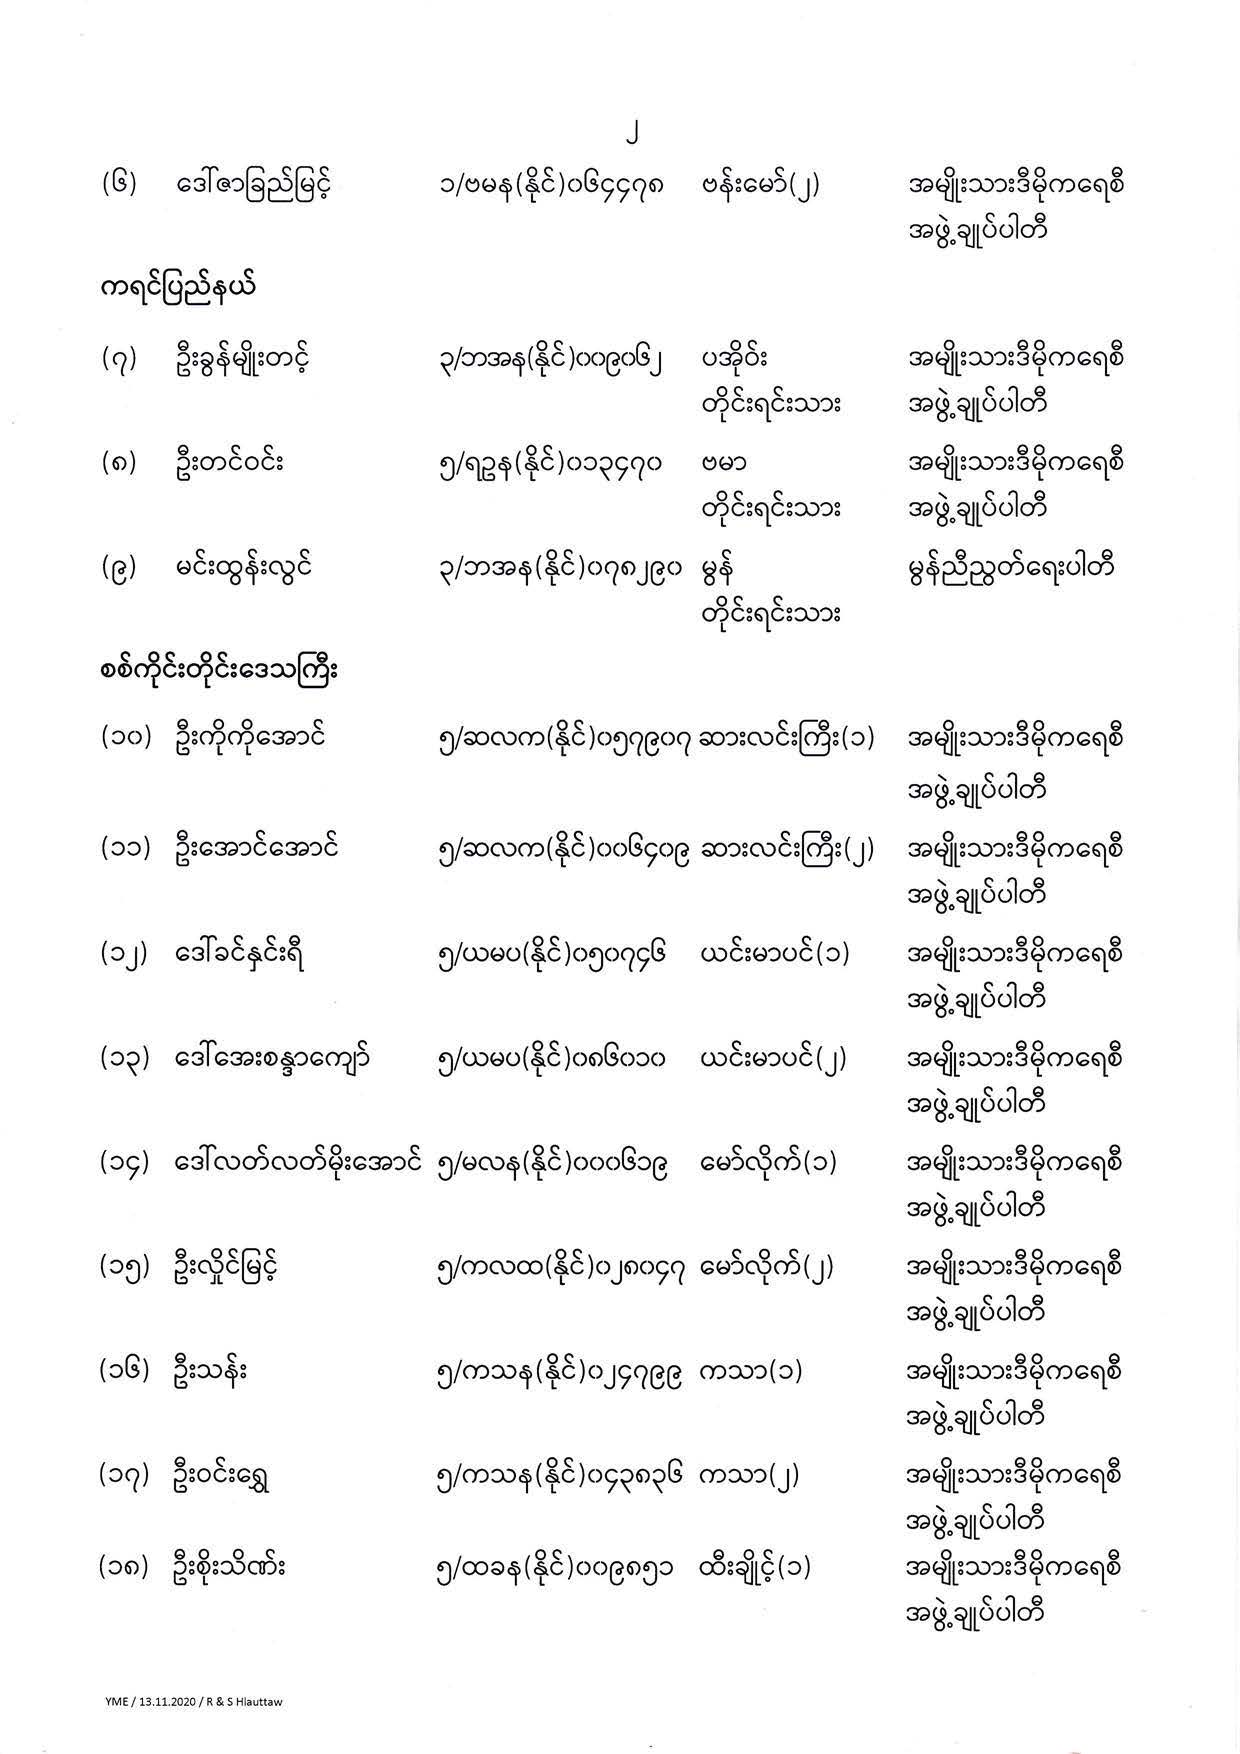 ၂
(၆) ဒေါ်ဇာခြည်မြင့် ၁/ဗမန(နိုင်)၀၆၄၄၇၈ ဗန်းမော်(၂) အမျိုးသားဒီမိုကရေစီ
အဖွဲ့ချုပ်ပါတီ
ကရင်ပြည်နယ်
(၇) ဦးခွန်မျိုးတင့် ၃/ဘအန(နိုင်)၀၀၉၀၆၂ ပအိုဝ်း အမျိုးသားဒီမိုကရေစီ
တိုင်းရင်းသား အဖွဲ့ချုပ်ပါတီ
(၈) ဦးတင်ဝင်း ၅/ရဥန(နိုင်)၀၁၃၄၇၀ ဗမာ အမျိုးသားဒီမိုကရေစီ
တိုင်းရင်းသား အဖွဲ့ချုပ်ပါတီ
(၉) မင်းထွန်းလွင် ၃/ဘအန(နိုင်)၀၇၈၂၉၀ မွန် မွန်ညီညွတ်ရေးပါတီ
တိုင်းရင်းသား
စစ်ကိုင်းတိုင်းဒေသကြီး
(၁၀) ဦးကိုကိုအောင် ၅/ဆလက(နိုင်)၀၅၇၉၀၇ ဆားလင်းကြီး(၁) အမျိုးသားဒီမိုကရေစီ
အဖွဲ့ချုပ်ပါတီ
(၁၁) ဦးအောင်အောင် ၅/ဆလက(နိုင်)၀၀၆၄၀၉ ဆားလင်းကြီး(၂) အမျိုးသားဒီမိုကရေစီ
အဖွဲ့ချုပ်ပါတီ
(၁၂) ဒေါ်ခင်နှင်းရီ ၅/ယမပ(နိုင်)၀၅၀၇၄၆ ယင်းမာပင်(၁) အမျိုးသားဒီမိုကရေစီ
အဖွဲ့ချုပ်ပါတီ
(၁၃) ဒေါ်အေးစန္ဒာကျော် ၅/ယမပ(နိုင်)၀၈၆၀၁၀ ယင်းမာပင်(၂) အမျိုးသားဒီမိုကရေစီ
အဖွဲ့ချုပ်ပါတီ
(၁၄) ဒေါ်လတ်လတ်မိုးအောင် ၅/မလန(နိုင်)၀၀၀၆၁၉ မော်လိုက်(၁) အမျိုးသားဒီမိုကရေစီ
အဖွဲ့ချုပ်ပါတီ
(၁၅) ဦးလှိုင်မြင့် ၅/ကလထ(နိုင်)၀၂၈၀၄၇ မော်လိုက်(၂) အမျိုးသားဒီမိုကရေစီ
အဖွဲ့ချုပ်ပါတီ
(၁၆) ဦးသန်း ၅/ကသန(နိုင်)၀၂၄၇၉၉ ကသာ(၁) အမျိုးသားဒီမိုကရေစီ
အဖွဲ့ချုပ်ပါတီ
(၁၇) ဦးဝင်းရွှေ ၅/ကသန(နိုင်)၀၄၃၈၃၆ ကသာ(၂) အမျိုးသားဒီမိုကရေစီ
အဖွဲ့ချုပ်ပါတီ
(၁၈) ဦးစိုးသိဏ်း ၅/ထခန(နိုင်)၀၀၉၈၅၁ ထီးချိုင့်(၁) အမျိုးသားဒီမိုကရေစီ
အဖွဲ့ချုပ်ပါတီ
YME / 13.11.2020 / R & S Hlauttaw